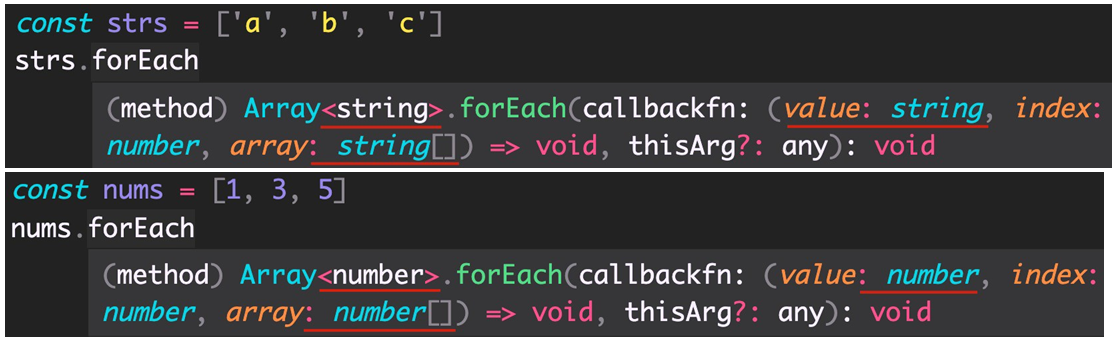 const strs = ['a', 'b', 'c']
strs.forEach
(method) Array<string>.forEach(callbackfn: (value: string, index:
number, array: string[]) => void, thisArg?: any): void
const nums = [1, 3, 5]
nums.forEach
(method) Array<number>.forEach(callbackfn: (value: number, index:
number, array: number[]) => void, thisArg?: any): void